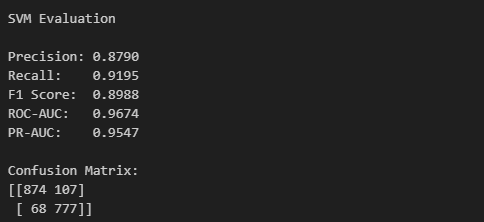 SVM Evaluation
Precision: 0.8790
Recall:    0.9195
F1 Score:  0.8988
ROC-AUC:   0.9674
PR-AUC:    0.9547
Confusion Matrix:
[[874 107]
 [ 68 777]]